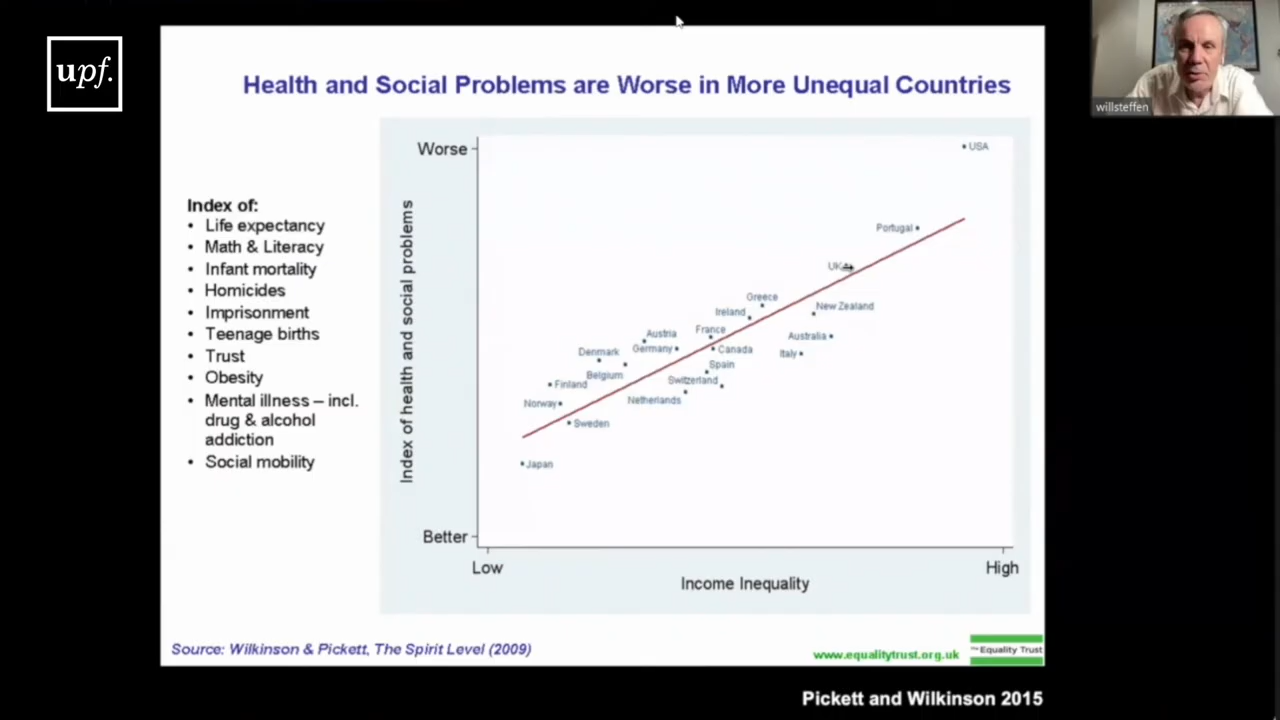 upf.
willsteffen
Health and Social Problems are Worse in More Unequal Countries
Index of:
• Life expectancy
• Math & Literacy
• Infant mortality
• Homicides
• Imprisonment
• Teenage births
• Trust
• Obesity
• Mental illness – incl.
drug & alcohol
addiction
• Social mobility
Index of health and social problems
Worse
Better
USA
Portugal
UK
Greece
New Zealand
Ireland
Austria
France
Australia
Germany
Canada
Denmark
Italy
Belgium
Spain
Finland
Switzerland
Norway
Netherlands
Sweden
Japan
Low
High
Income Inequality
Source: Wilkinson & Pickett, The Spirit Level (2009)
www.equalitytrust.org.uk
The Equality Trust
Pickett and Wilkinson 2015